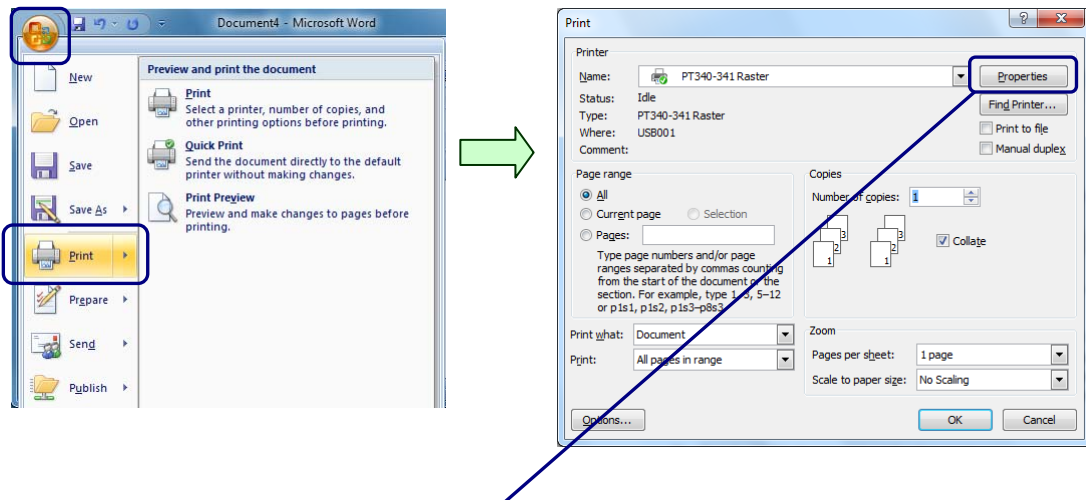 Document4 - Microsoft Word
New
Open
Save
Save As
Print
Prepare
Send
Publish
Preview and print the document
Print
Select a printer, number of copies, and
other printing options before printing.
Quick Print
Send the document directly to the default
printer without making changes.
Print Preview
Preview and make changes to pages before
printing.
Print
Printer
Name: PT340-341 Raster
Properties
Status: Idle
Find Printer...
Type: PT340-341 Raster
Where: USB001
Print to file
Comment:
Manual duplex
Page range
All
Current page Selection
Pages:
Type page numbers and/or page
ranges separated by commas counting
from the start of the document or the
section. For example, type 1, 3, 5–12
or p1s1, p1s2, p1s3–p8s3
Copies
Number of copies: 1
3 3
2 2
1 1
Collate
Print what: Document
Print: All pages in range
Zoom
Pages per sheet: 1 page
Scale to paper size: No Scaling
Options...
OK Cancel